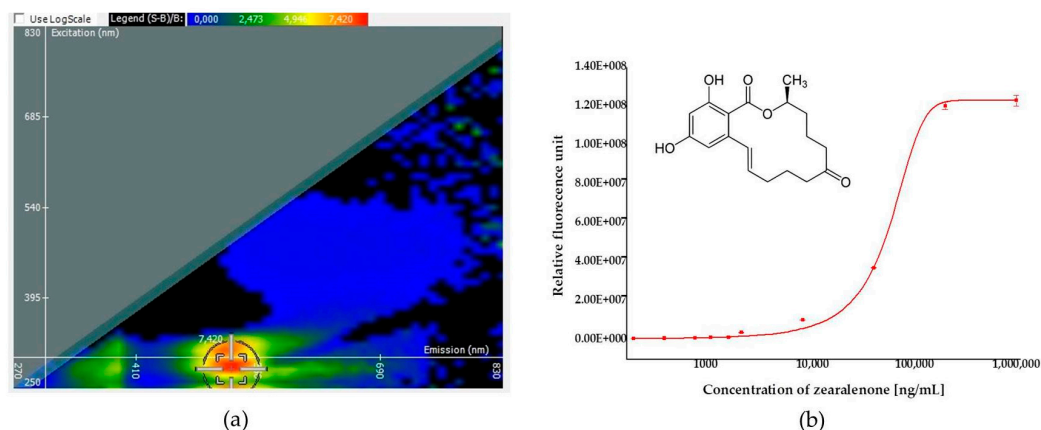 Use LogScale Legend (S-B)/B: 0,000 2,473 4,946 7,420
830 Excitation (nm)
685
540
395
7,420
Emission (nm)
270 250 410 690 830
(a)
1.40E+008
1.20E+008
8.00E+007
6.00E+007
4.00E+007
2.00E+007
0.00E+000
Relative fluorecence unit
OH O CH₃
O
HO
O
1000 10,000 100,000 1,000,000
Concentration of zearalenone [ng/mL]
(b)